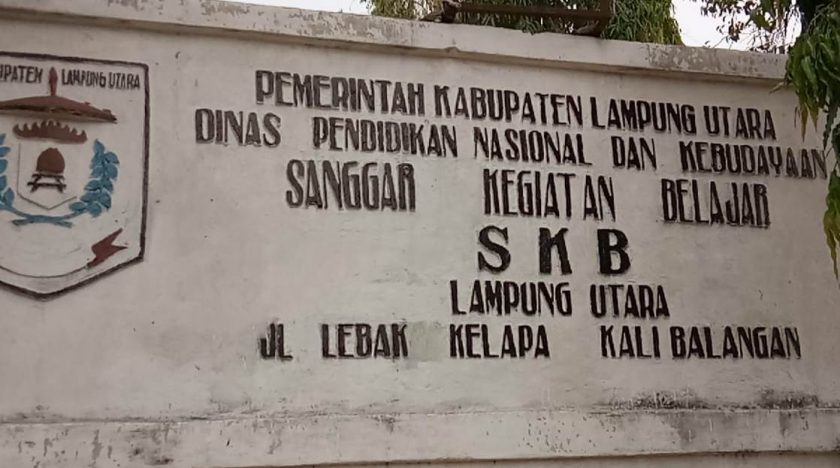 LAMPUNG UTARA
PEMERINTAH KABUPATEN LAMPUNG UTARA
DINAS PENDIDIKAN NASIONAL DAN KEBUDAYAAN
SANGGAR KEGIATAN BELAJAR
SKB
LAMPUNG UTARA
JL LEBAK KELAPA KALI BALANGAN